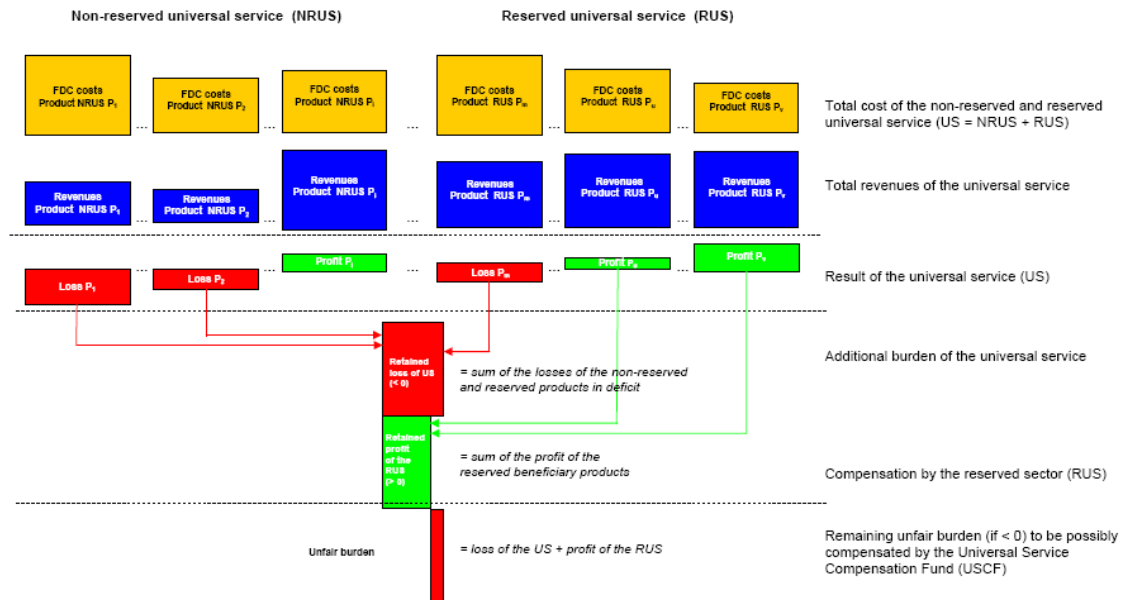 Non-reserved universal service (NRUS)
Reserved universal service (RUS)
FDC costs
Product NRUS P1
FDC costs
Product NRUS P2
FDC costs
Product NRUS Pi
FDC costs
Product RUS Pm
FDC costs
Product RUS Pu
FDC costs
Product RUS Pv
... ... ... ... ...
Total cost of the non-reserved and reserved
universal service (US = NRUS + RUS)
Revenues
Product NRUS P1
Revenues
Product NRUS P2
Revenues
Product NRUS Pi
Revenues
Product RUS Pm
Revenues
Product RUS Pu
Revenues
Product RUS Pv
... ... ... ... ...
Total revenues of the universal service
Loss P1
Loss P2
Profit Pi
Loss Pm
Profit Pu
Profit Pv
... ... ... ... ...
Result of the universal service (US)
Retained
loss of US
(< 0)
= sum of the losses of the non-reserved
and reserved products in deficit
Additional burden of the universal service
Retained
profit
of the
RUS
(> 0)
= sum of the profit of the
reserved beneficiary products
Compensation by the reserved sector (RUS)
Unfair burden
= loss of the US + profit of the RUS
Remaining unfair burden (if < 0) to be possibly
compensated by the Universal Service
Compensation Fund (USCF)